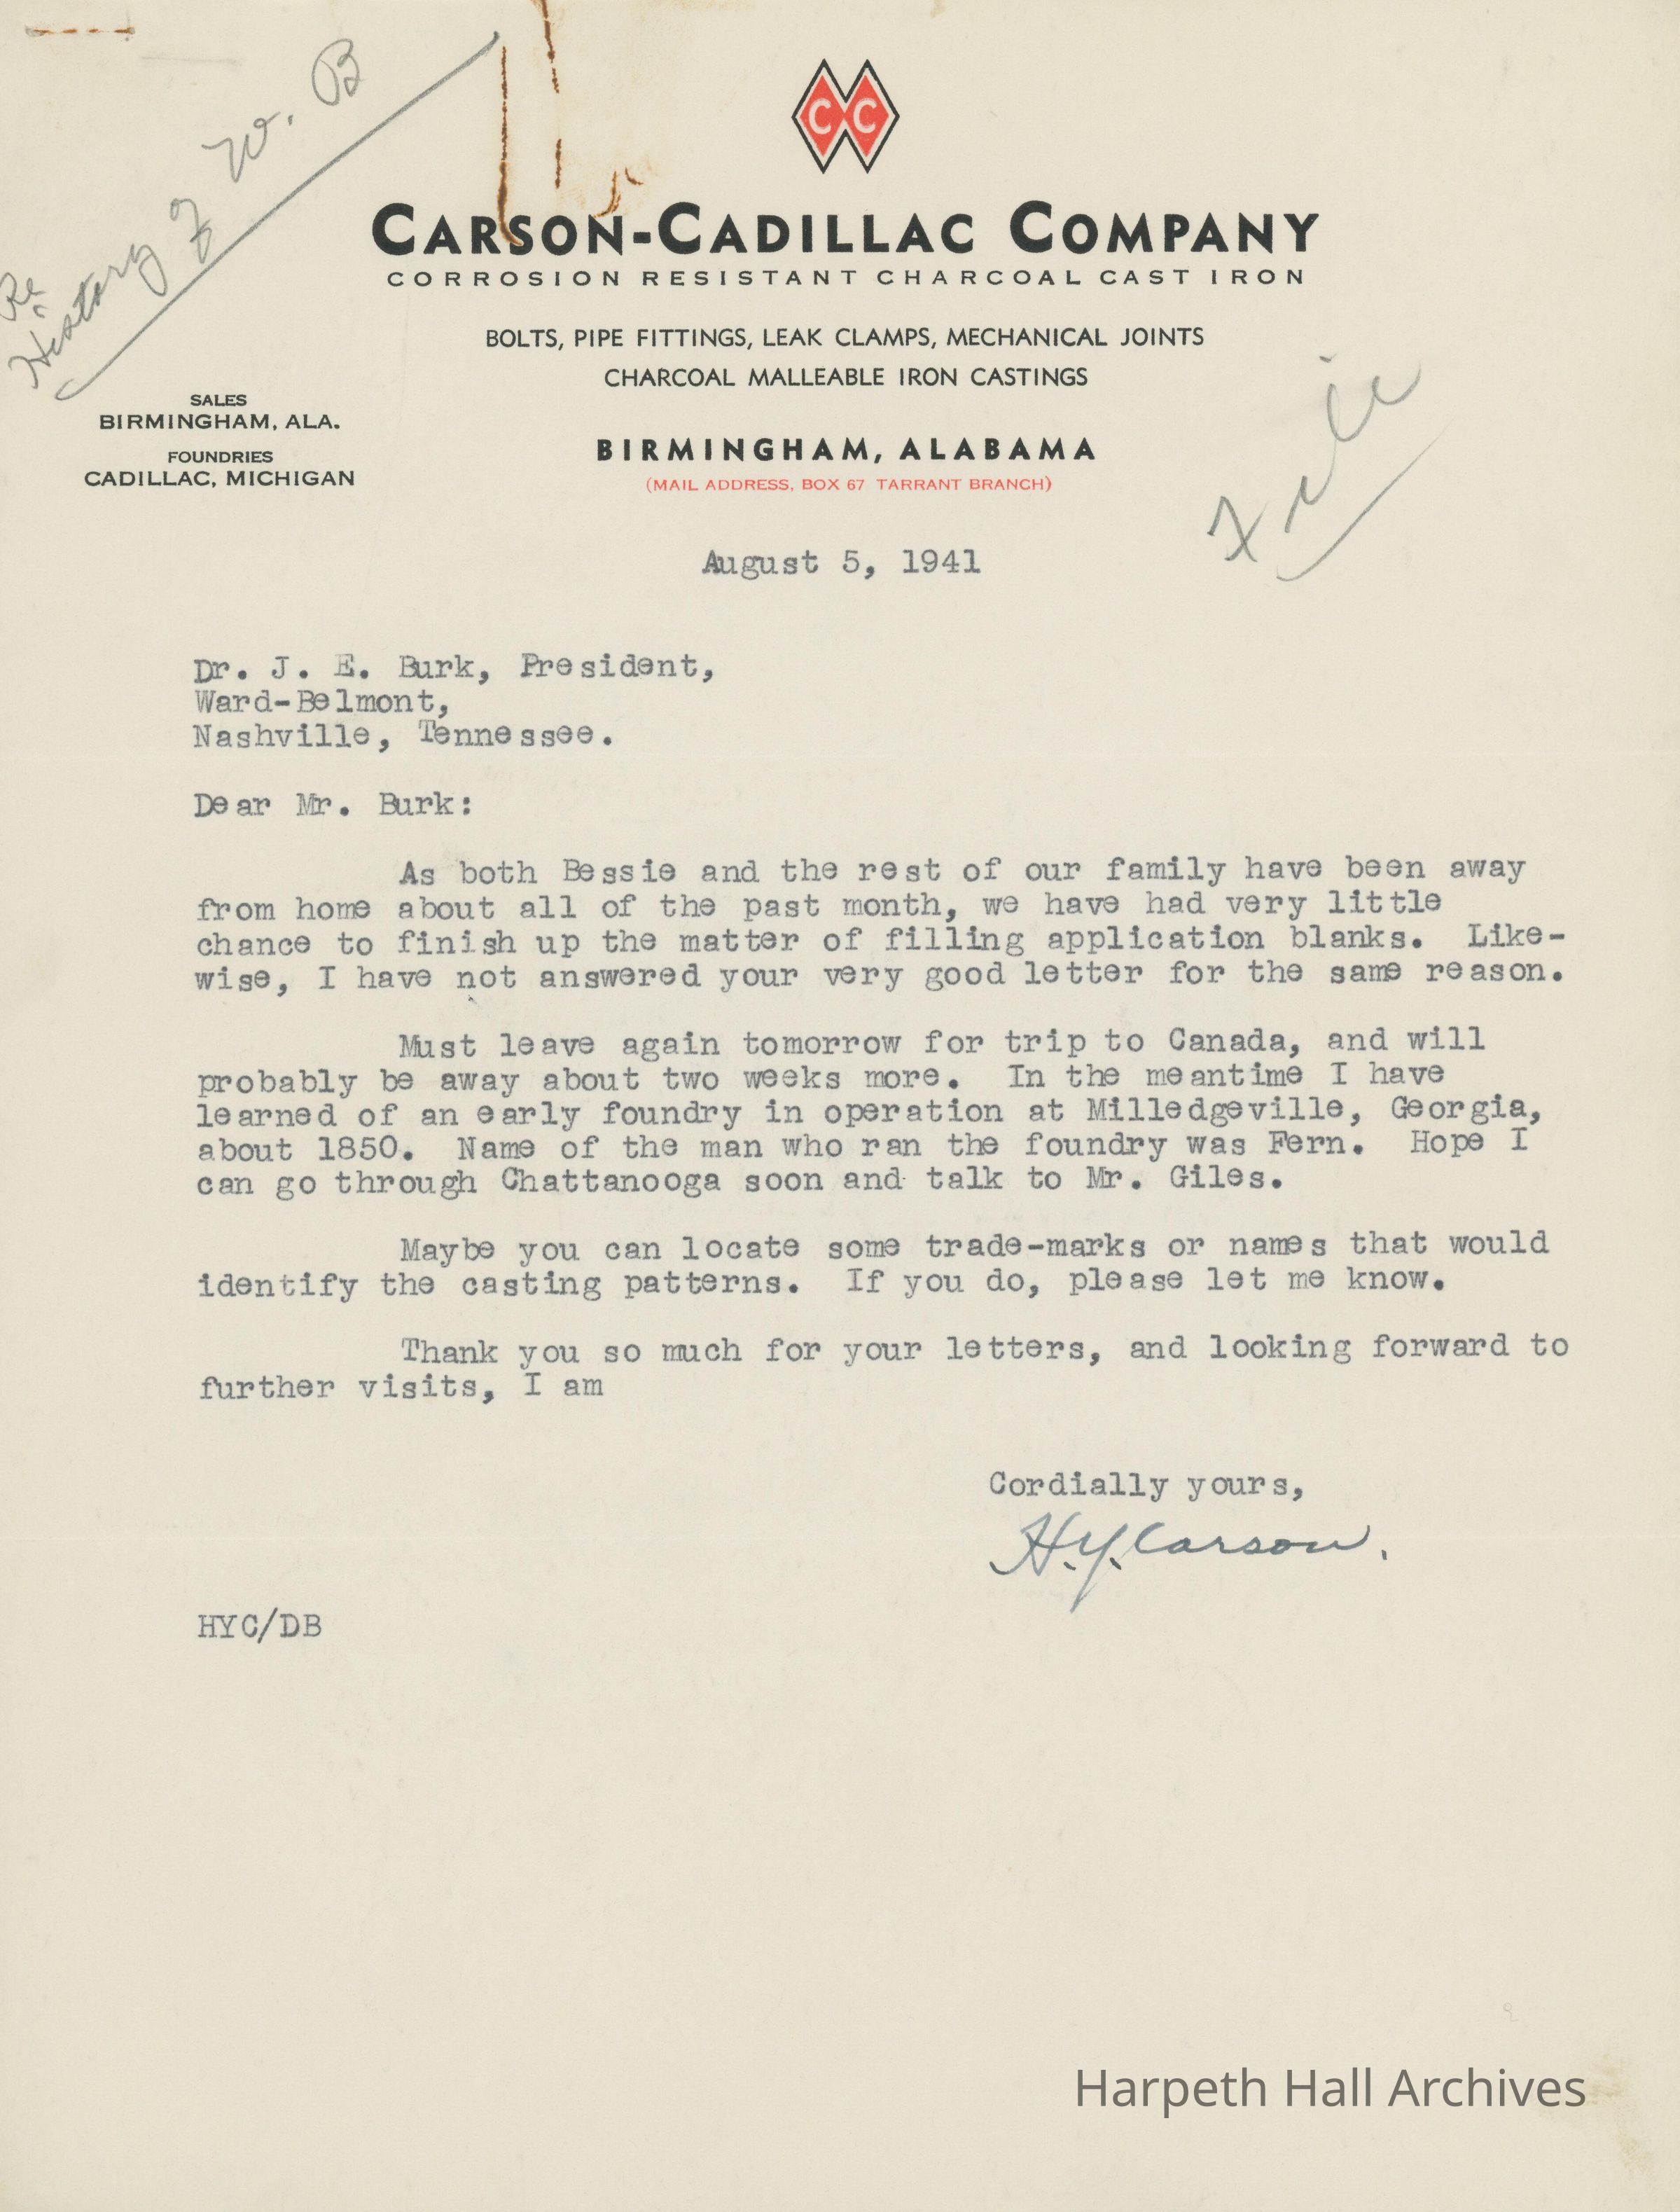 Re
History of W. B
C C
CARSON-CADILLAC COMPANY
CORROSION RESISTANT CHARCOAL CAST IRON
BOLTS, PIPE FITTINGS, LEAK CLAMPS, MECHANICAL JOINTS
CHARCOAL MALLEABLE IRON CASTINGS
SALES
BIRMINGHAM, ALA.
FOUNDRIES
CADILLAC, MICHIGAN
BIRMINGHAM, ALABAMA
(MAIL ADDRESS, BOX 67 TARRANT BRANCH)
File
August 5, 1941
Dr. J. E. Burk, President,
Ward-Belmont,
Nashville, Tennessee.
Dear Mr. Burk:
As both Bessie and the rest of our family have been away
from home about all of the past month, we have had very little
chance to finish up the matter of filling application blanks. Like-
wise, I have not answered your very good letter for the same reason.
Must leave again tomorrow for trip to Canada, and will
probably be away about two weeks more. In the meantime I have
learned of an early foundry in operation at Milledgeville, Georgia,
about 1850. Name of the man who ran the foundry was Fern. Hope I
can go through Chattanooga soon and talk to Mr. Giles.
Maybe you can locate some trade-marks or names that would
identify the casting patterns. If you do, please let me know.
Thank you so much for your letters, and looking forward to
further visits, I am
Cordially yours,
H.Y. Carson.
HYC/DB
Harpeth Hall Archives